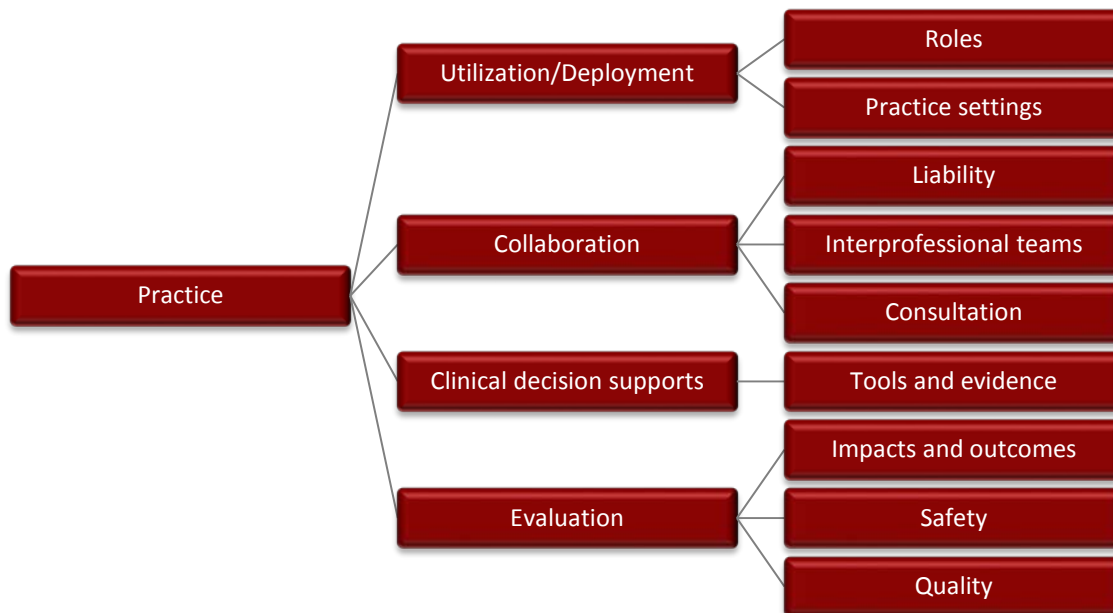 Practice
Utilization/Deployment
Roles
Practice settings
Collaboration
Liability
Interprofessional teams
Consultation
Clinical decision supports
Tools and evidence
Evaluation
Impacts and outcomes
Safety
Quality